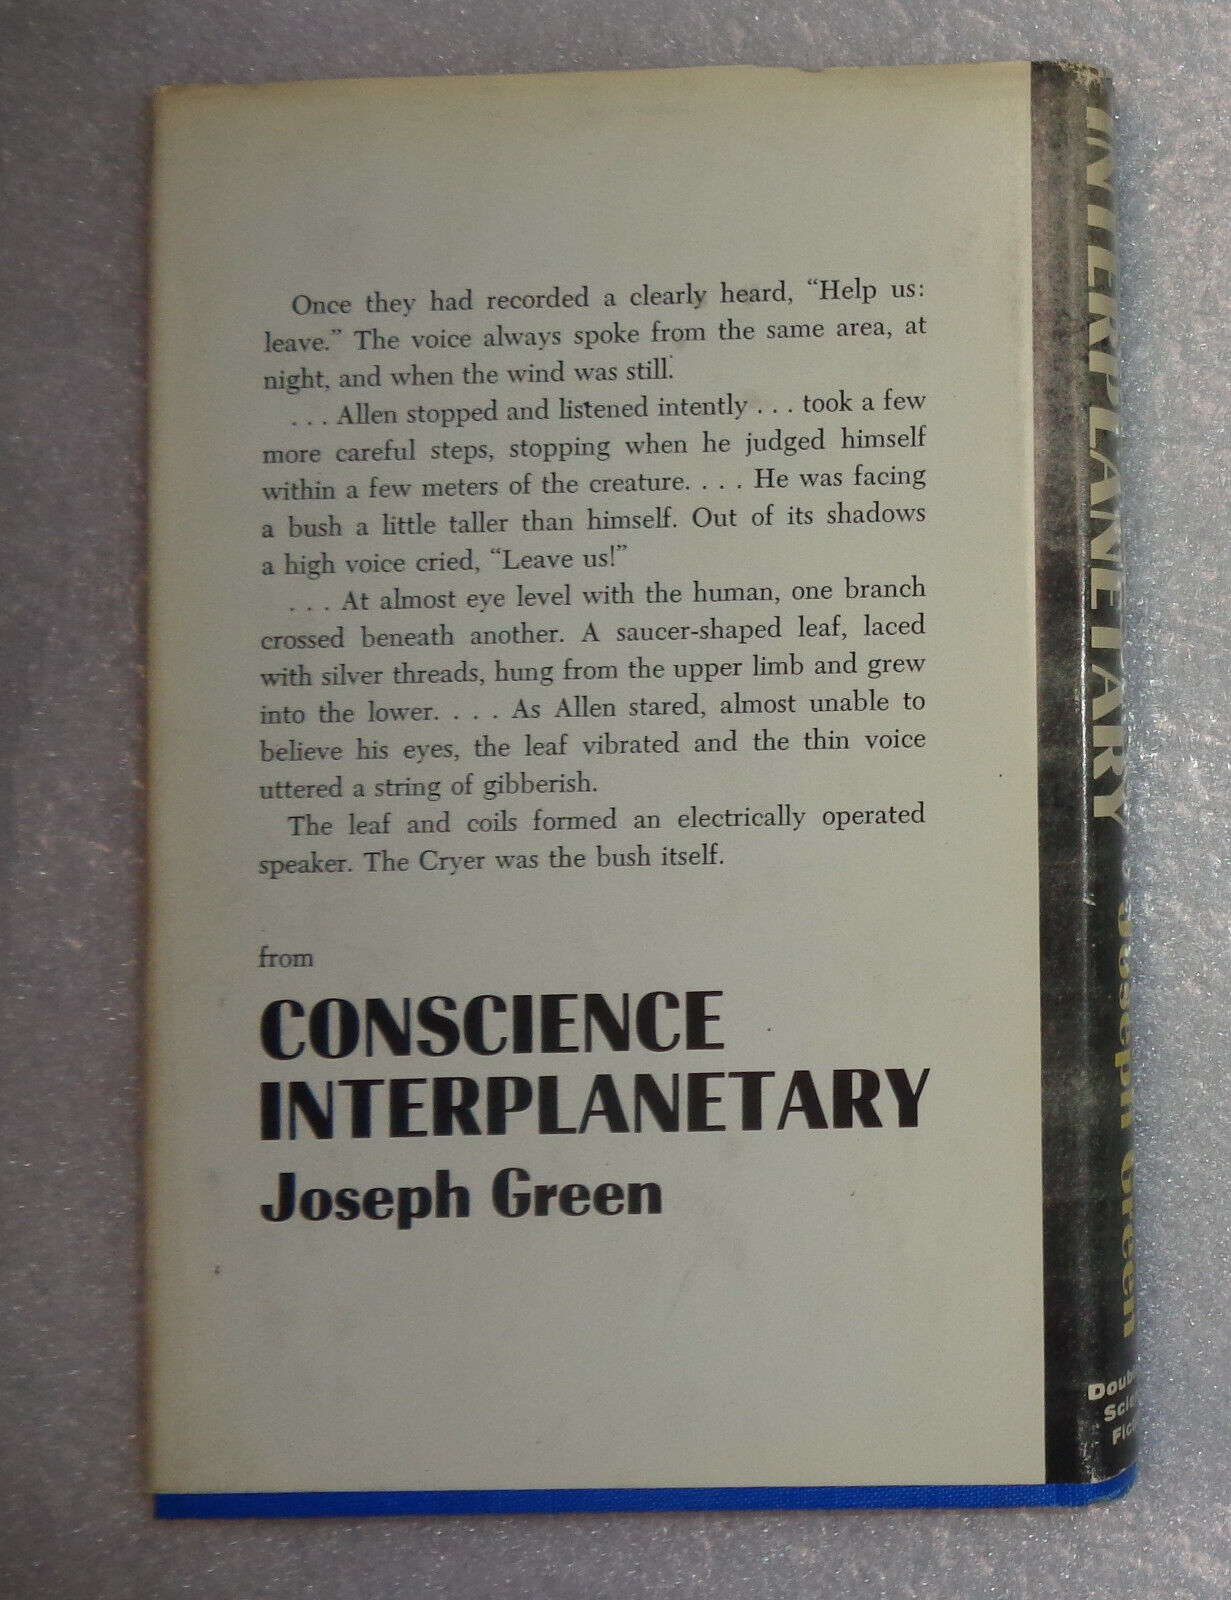 Once they had recorded a clearly heard, “Help us:
leave.” The voice always spoke from the same area, at
night, and when the wind was still.
. . . Allen stopped and listened intently . . . took a few
more careful steps, stopping when he judged himself
within a few meters of the creature. . . . He was facing
a bush a little taller than himself. Out of its shadows
a high voice cried, “Leave us!”
. . . At almost eye level with the human, one branch
crossed beneath another. A saucer-shaped leaf, laced
with silver threads, hung from the upper limb and grew
into the lower. . . . As Allen stared, almost unable to
believe his eyes, the leaf vibrated and the thin voice
uttered a string of gibberish.
The leaf and coils formed an electrically operated
speaker. The Cryer was the bush itself.
from
CONSCIENCE
INTERPLANETARY
Joseph Green
INTERPLANETARY Joseph Green